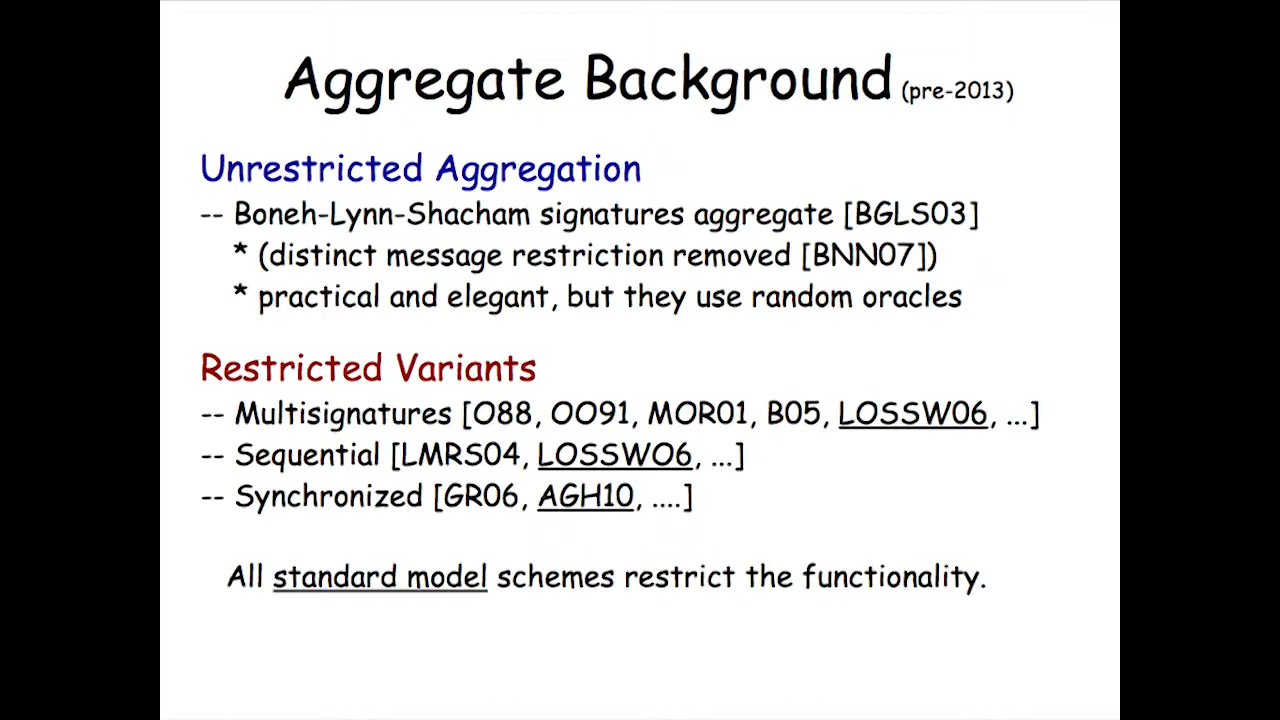 Aggregate Background (pre-2013)
Unrestricted Aggregation
-- Boneh-Lynn-Shacham signatures aggregate [BGLS03]
* (distinct message restriction removed [BNN07])
* practical and elegant, but they use random oracles
Restricted Variants
-- Multisignatures [O88, OO91, MOR01, B05, LOSSW06, ...]
-- Sequential [LMRS04, LOSSWO6, ...]
-- Synchronized [GR06, AGH10, ....]
All standard model schemes restrict the functionality.